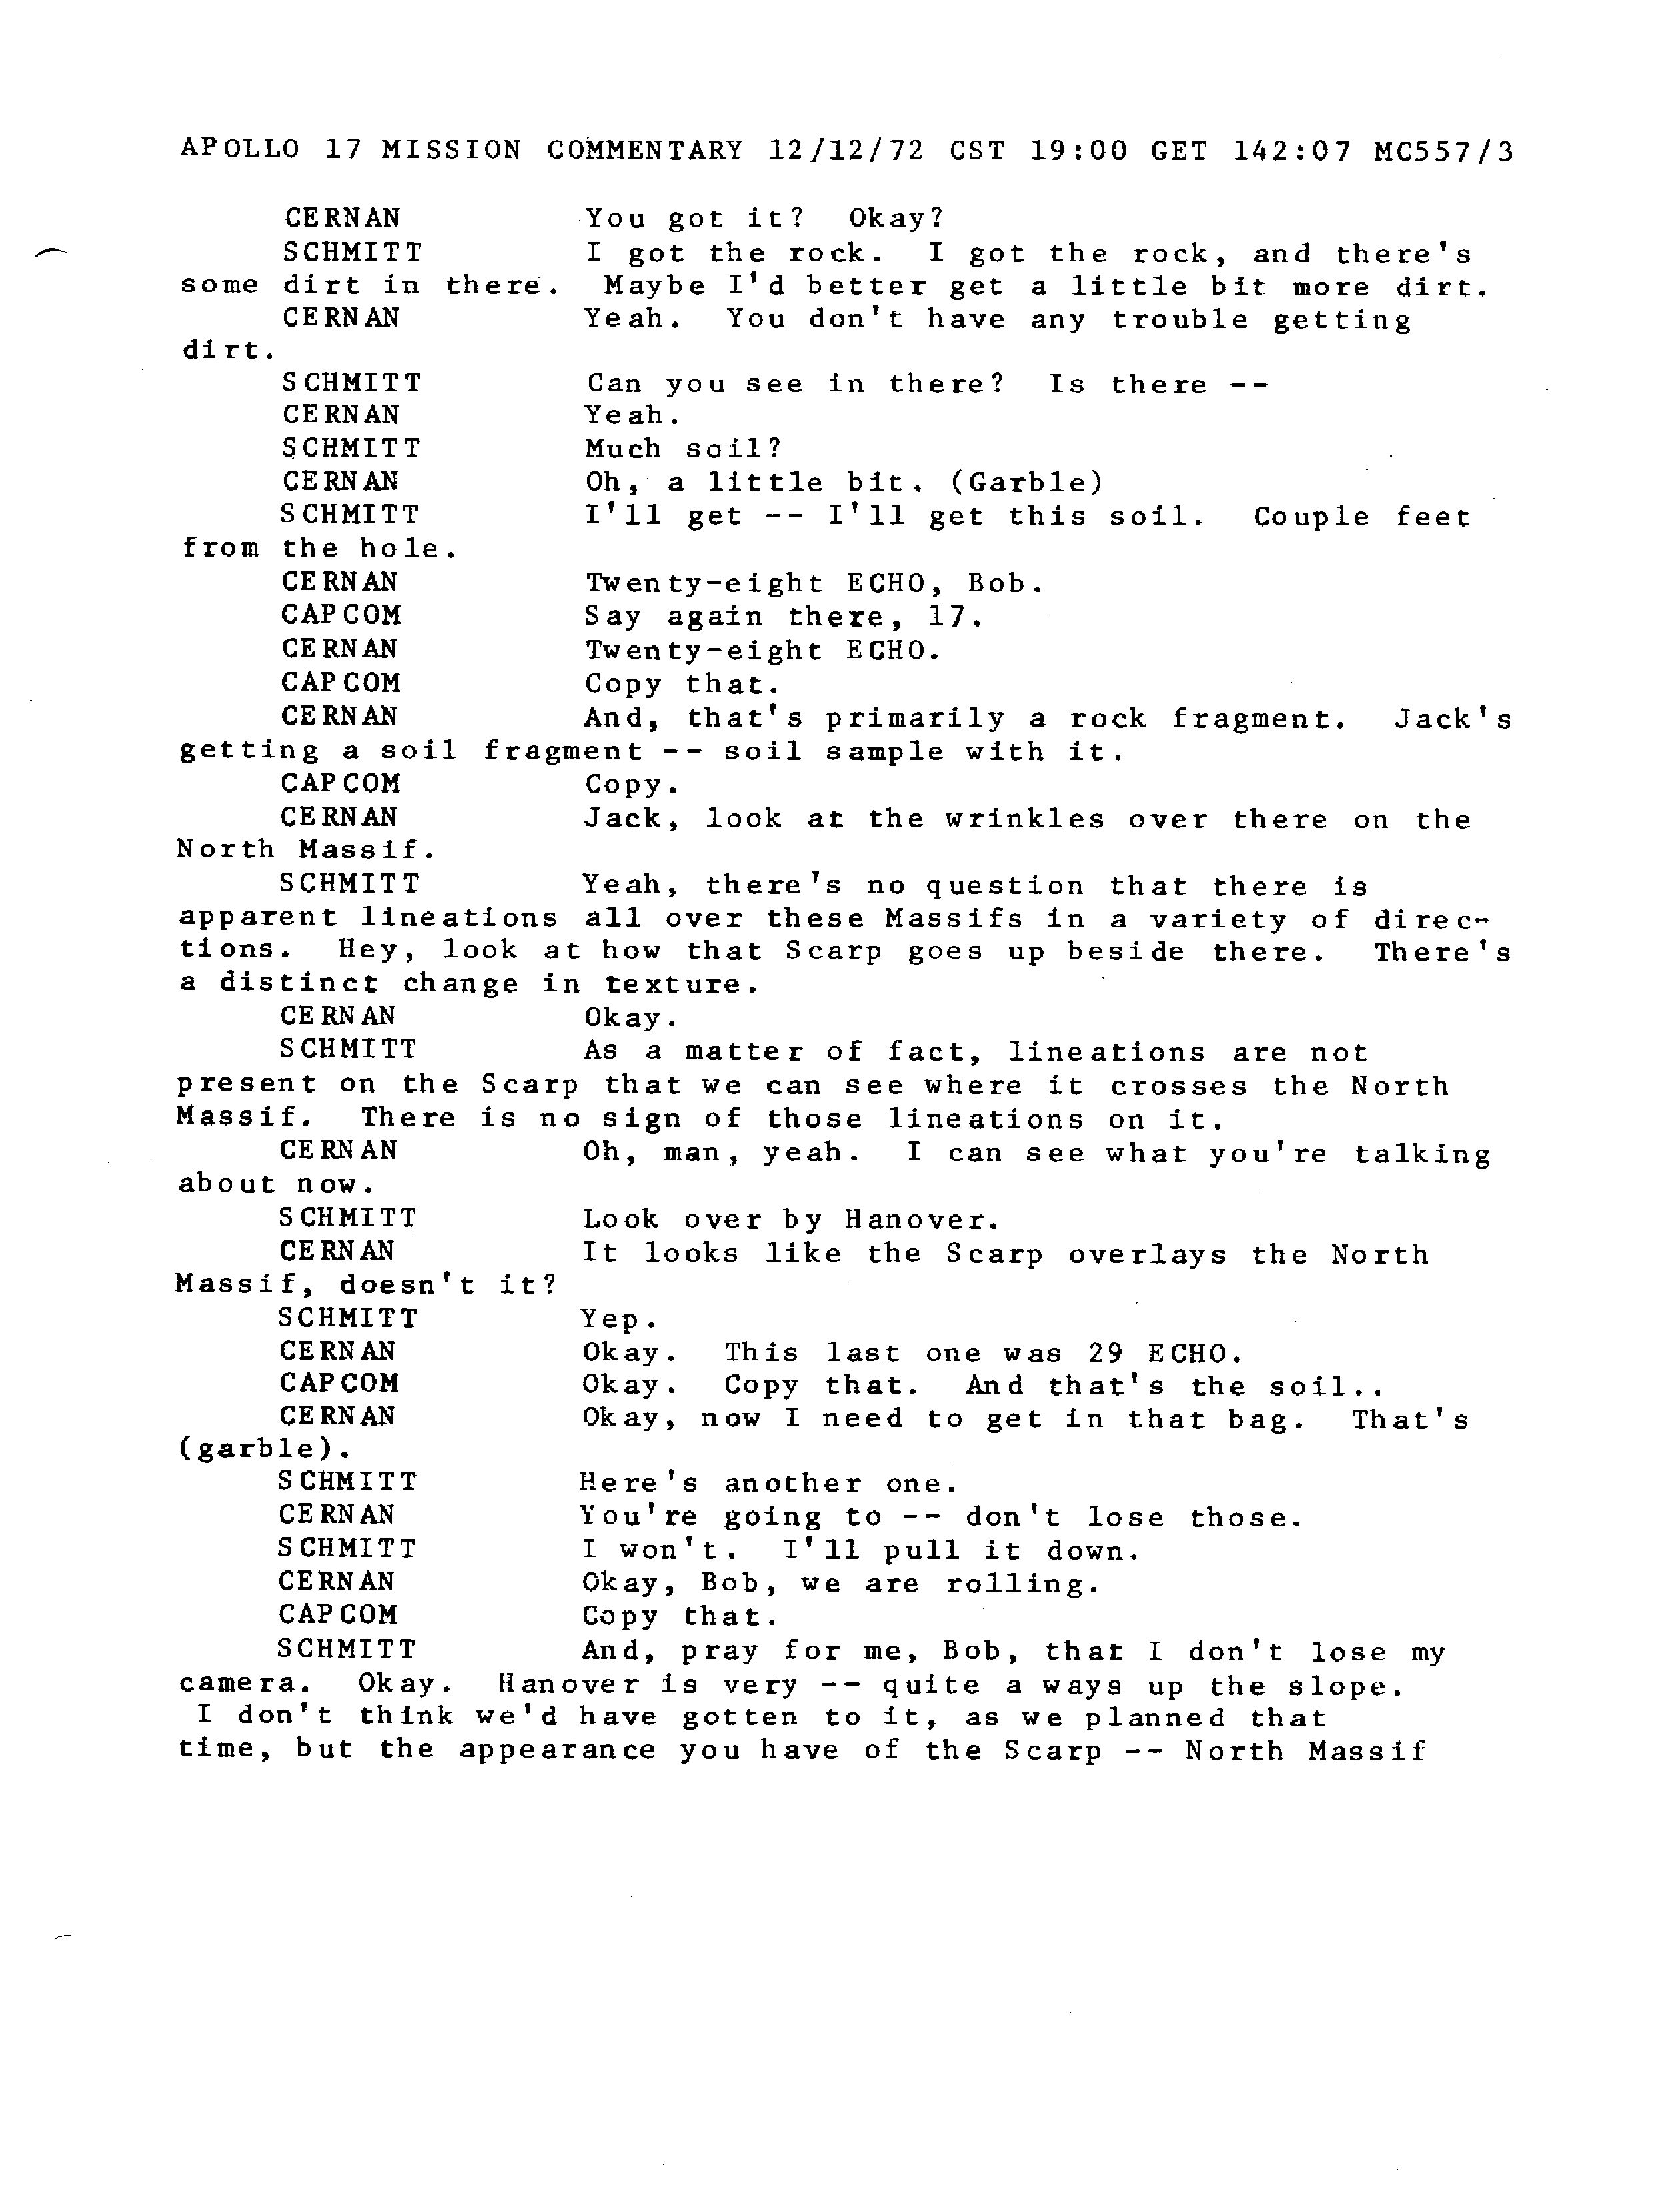 APOLLO 17 MISSION COMMENTARY 12/12/72 CST 19:00 GET 142:07 MC557/3
CERNAN You got it? Okay?
SCHMITT I got the rock. I got the rock, and there's
some dirt in there. Maybe I'd better get a little bit more dirt.
CERNAN Yeah. You don't have any trouble getting
dirt.
SCHMITT Can you see in there? Is there --
CERNAN Yeah.
SCHMITT Much soil?
CERNAN Oh, a little bit. (Garble)
SCHMITT I'll get -- I'll get this soil. Couple feet
from the hole.
CERNAN Twenty-eight ECHO, Bob.
CAPCOM Say again there, 17.
CERNAN Twenty-eight ECHO.
CAPCOM Copy that.
CERNAN And, that's primarily a rock fragment. Jack's
getting a soil fragment -- soil sample with it.
CAPCOM Copy.
CERNAN Jack, look at the wrinkles over there on the
North Massif.
SCHMITT Yeah, there's no question that there is
apparent lineations all over these Massifs in a variety of direc-
tions. Hey, look at how that Scarp goes up beside there. There's
a distinct change in texture.
CERNAN Okay.
SCHMITT As a matter of fact, lineations are not
present on the Scarp that we can see where it crosses the North
Massif. There is no sign of those lineations on it.
CERNAN Oh, man, yeah. I can see what you're talking
about now.
SCHMITT Look over by Hanover.
CERNAN It looks like the Scarp overlays the North
Massif, doesn't it?
SCHMITT Yep.
CERNAN Okay. This last one was 29 ECHO.
CAPCOM Okay. Copy that. And that's the soil..
CERNAN Okay, now I need to get in that bag. That's
(garble).
SCHMITT Here's another one.
CERNAN You're going to -- don't lose those.
SCHMITT I won't. I'll pull it down.
CERNAN Okay, Bob, we are rolling.
CAPCOM Copy that.
SCHMITT And, pray for me, Bob, that I don't lose my
camera. Okay. Hanover is very -- quite a ways up the slope.
I don't think we'd have gotten to it, as we planned that
time, but the appearance you have of the Scarp -- North Massif